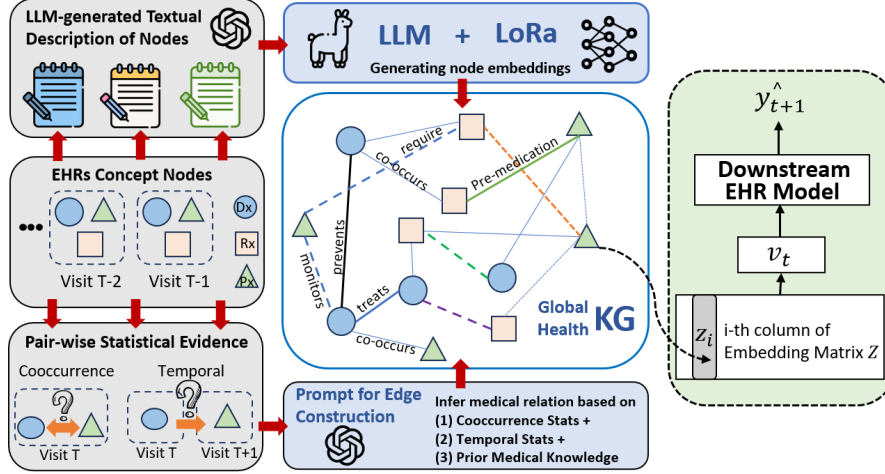 LLM-generated Textual
Description of Nodes
LLM + LoRa
Generating node embeddings
EHRs Concept Nodes
Dx
Rx
Px
Visit T-2
Visit T-1
Pair-wise Statistical Evidence
Cooccurrence
Temporal
?
?
Visit T
Visit T
Visit T+1
require
co-occurs
Pre-medication
prevents
monitors
treats
co-occurs
Global
Health KG
Prompt for Edge
Construction
Infer medical relation based on
(1) Cooccurrence Stats +
(2) Temporal Stats +
(3) Prior Medical Knowledge
ŷ_{t+1}
Downstream
EHR Model
v_t
Z_i
i-th column of
Embedding Matrix Z